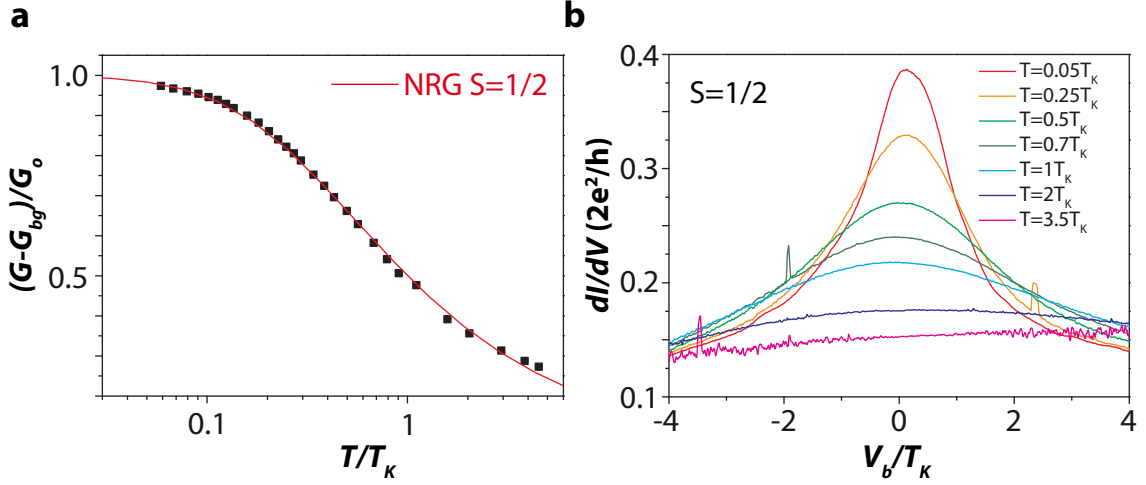 a
(G-G_bg)/G_o
1.0
0.5
NRG S=1/2
0.1
1
T/T_K
b
dI/dV (2e²/h)
0.4
0.3
0.2
0.1
S=1/2
T=0.05T_K
T=0.25T_K
T=0.5T_K
T=0.7T_K
T=1T_K
T=2T_K
T=3.5T_K
-4
-2
0
2
4
V_b/T_K